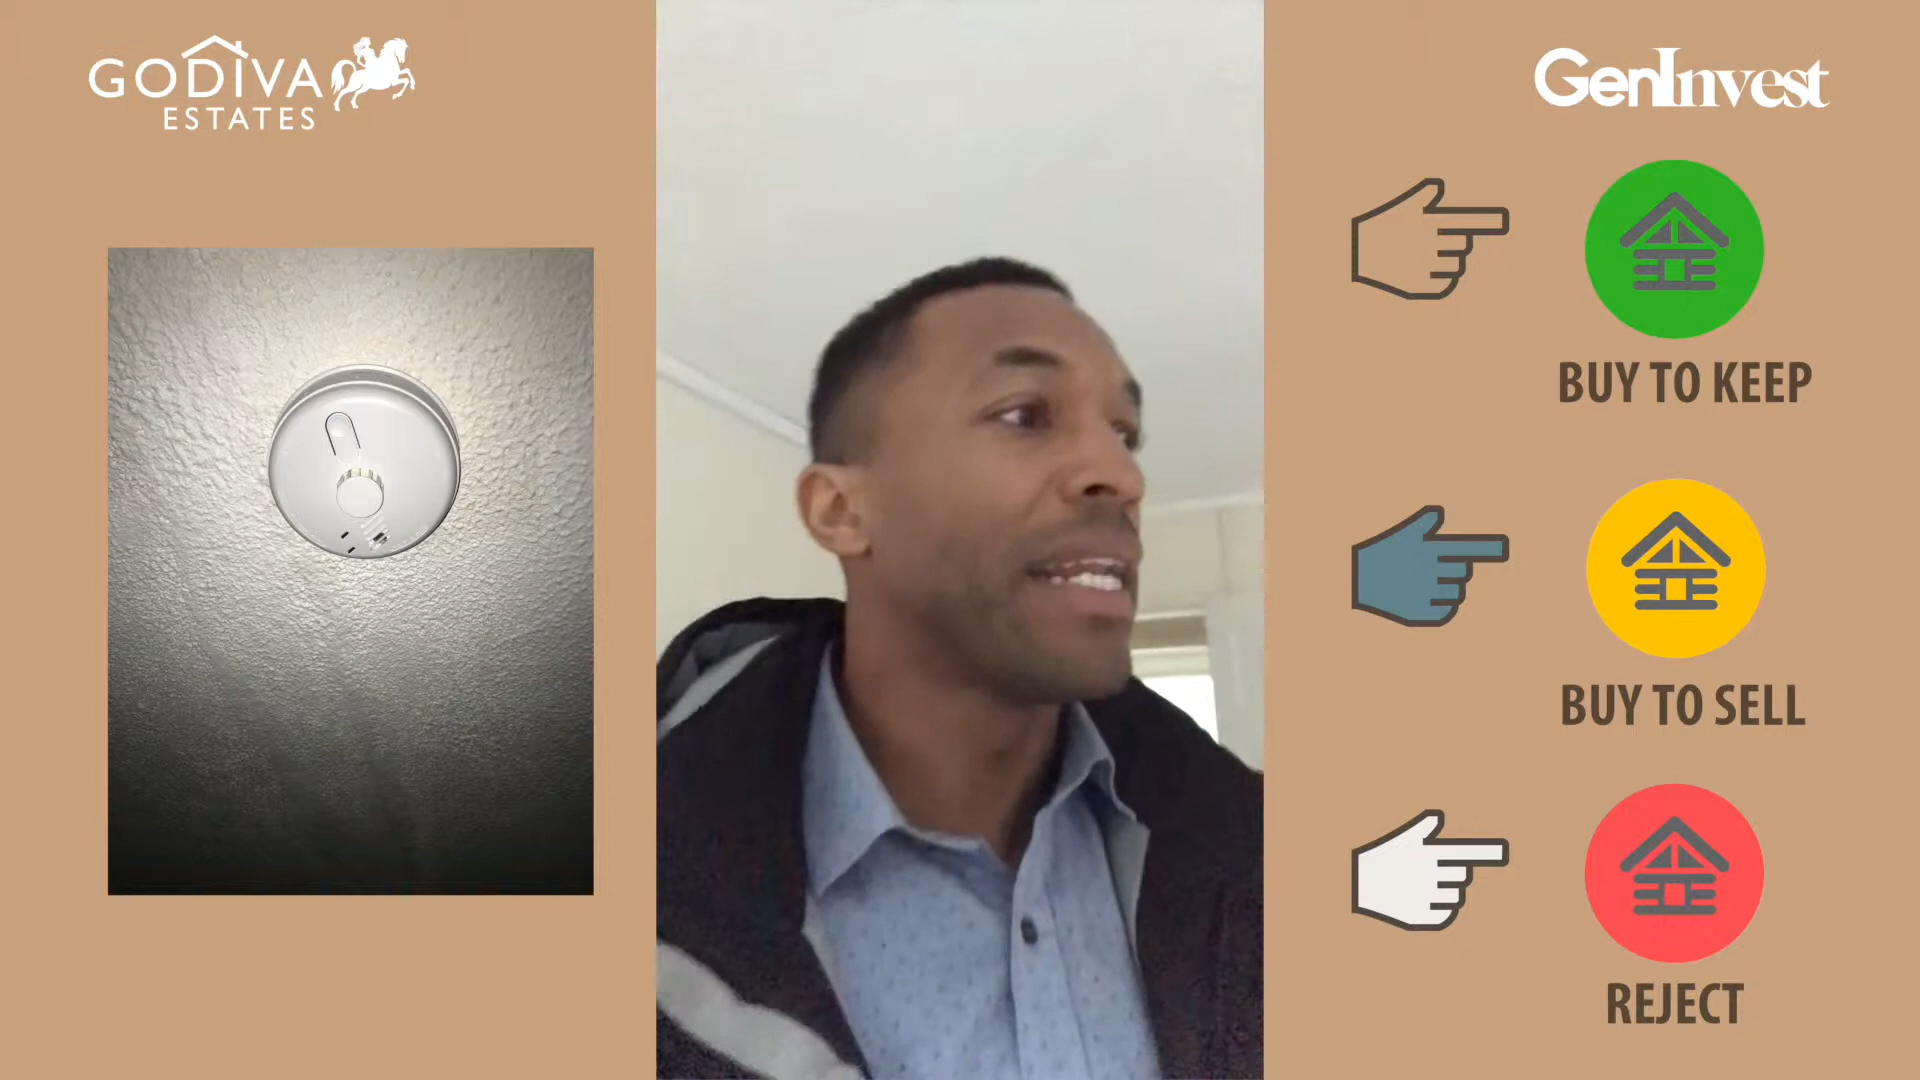 GODIVA
ESTATES
GenInvest
BUY TO KEEP
BUY TO SELL
REJECT